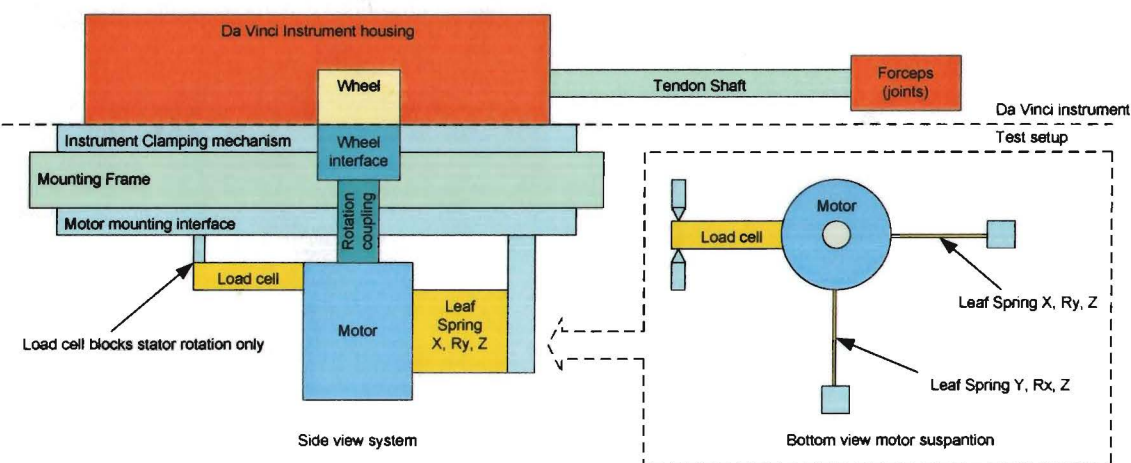 Da Vinci Instrument housing
Wheel
Tendon Shaft
Forceps
(joints)
Da Vinci instrument
Test setup
Instrument Clamping mechanism
Wheel
interface
Mounting Frame
Motor mounting interface
Rotation
coupling
Load cell
Motor
Leaf
Spring
X, Ry, Z
Load cell blocks stator rotation only
Side view system
Motor
Load cell
Leaf Spring X, Ry, Z
Leaf Spring Y, Rx, Z
Bottom view motor suspantion